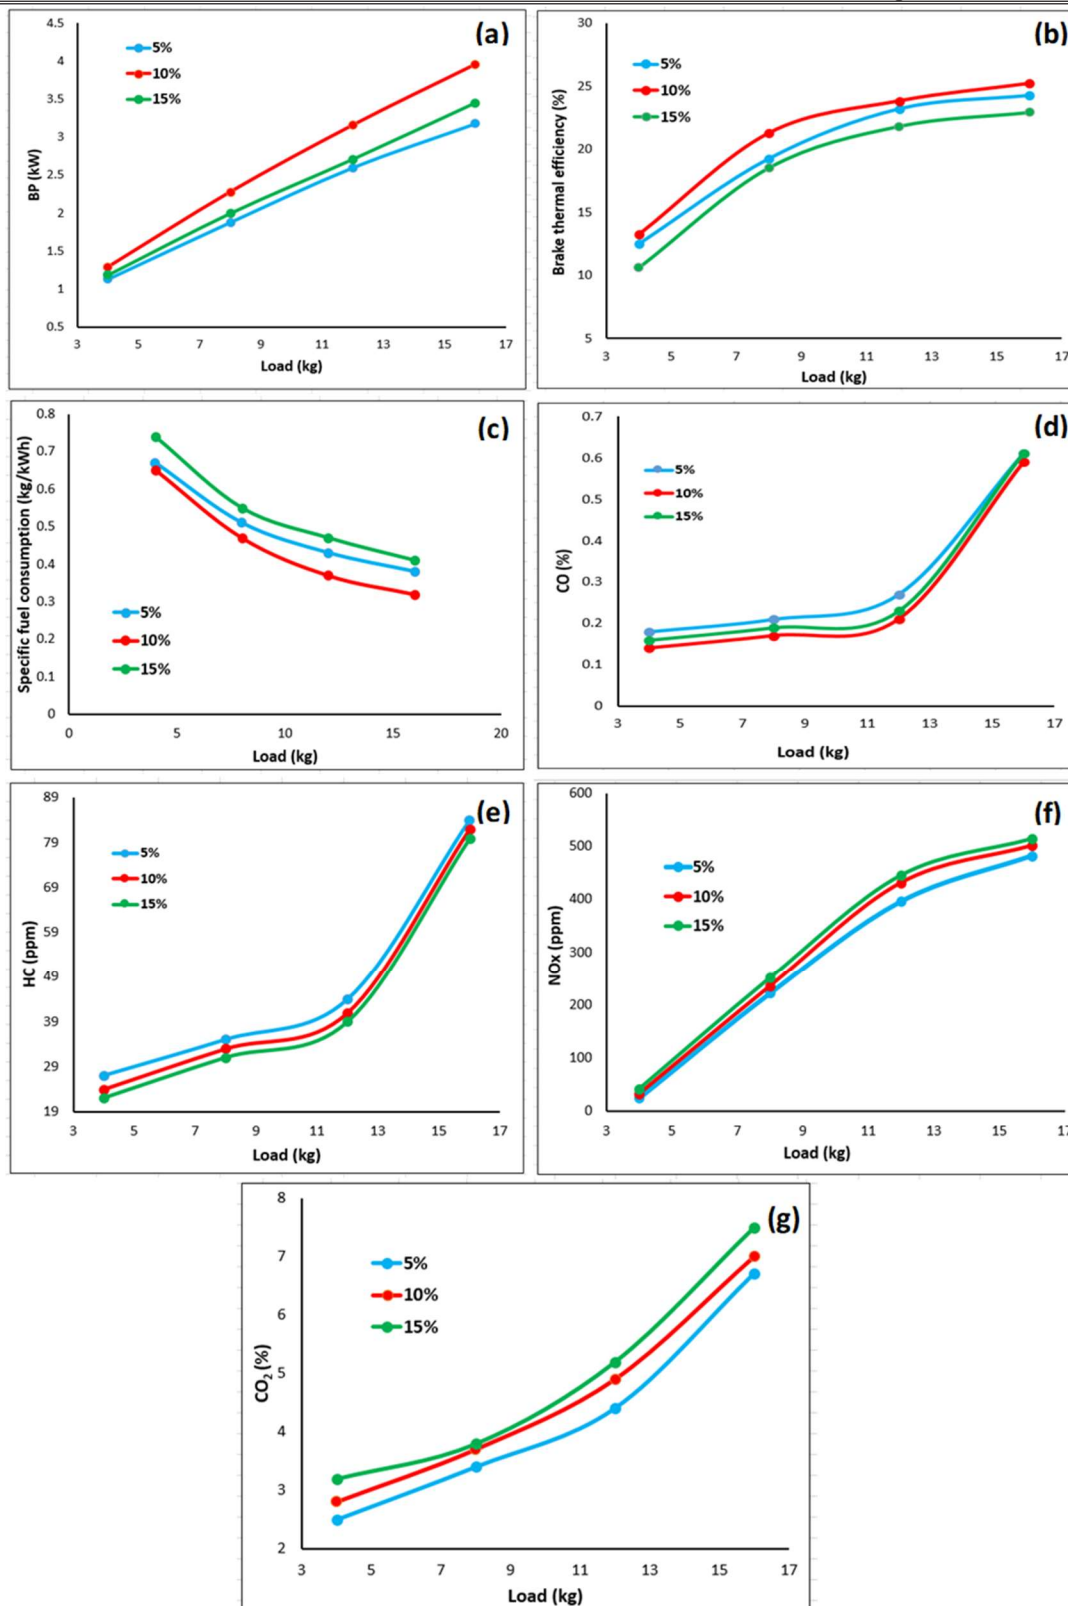 (a)
4.5
4
3.5
3
2.5
2
1.5
1
0.5
BP (kW)
5%
10%
15%
3 5 7 9 11 13 15 17
Load (kg)
(b)
30
25
20
15
10
5
Brake thermal efficiency (%)
5%
10%
15%
3 5 7 9 11 13 15 17
Load (kg)
(c)
0.8
0.7
0.6
0.5
0.4
0.3
0.2
0.1
0
Specific fuel consumption (kg/kWh)
5%
10%
15%
0 5 10 15 20
Load (kg)
(d)
0.7
0.6
0.5
0.4
0.3
0.2
0.1
0
CO (%)
5%
10%
15%
3 5 7 9 11 13 15 17
Load (kg)
(e)
89
79
69
59
49
39
29
19
HC (ppm)
5%
10%
15%
3 5 7 9 11 13 15 17
Load (kg)
(f)
600
500
400
300
200
100
0
NOx (ppm)
5%
10%
15%
3 5 7 9 11 13 15 17
Load (kg)
(g)
8
7
6
5
4
3
2
CO₂ (%)
5%
10%
15%
3 5 7 9 11 13 15 17
Load (kg)